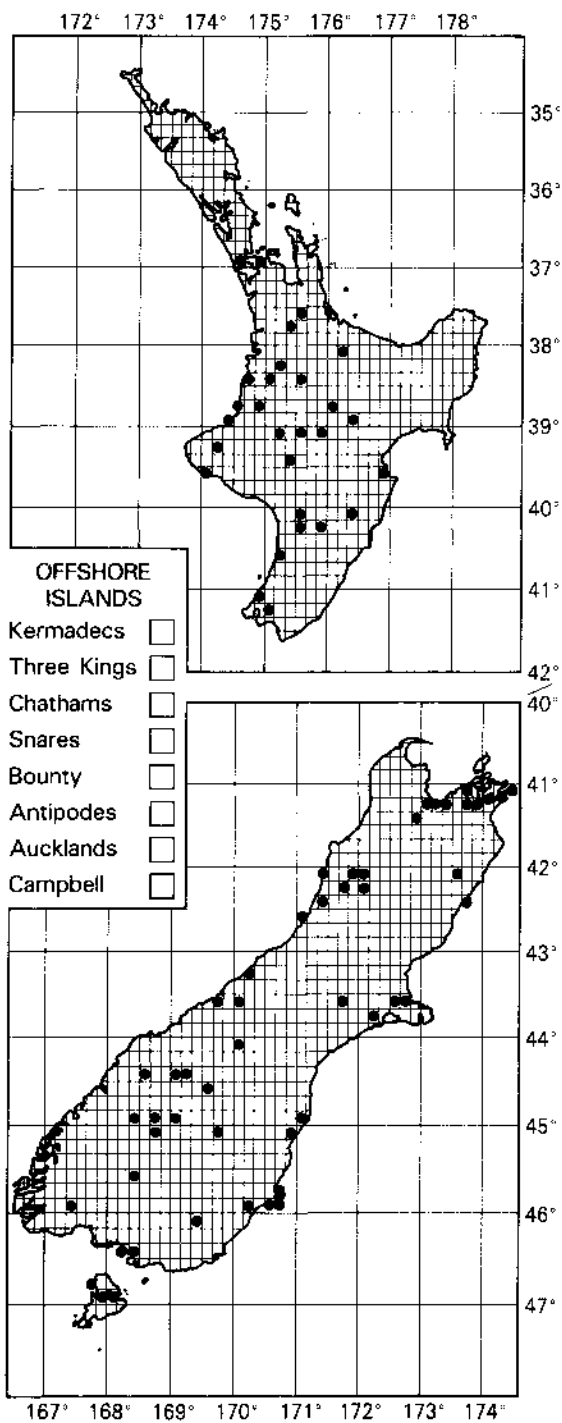 172° 173° 174° 175° 176° 177° 178°
35°
36°
37°
38°
39°
40°
41°
42°
OFFSHORE
ISLANDS
Kermadecs
Three Kings
Chathams
Snares
Bounty
Antipodes
Aucklands
Campbell
40°
41°
42°
43°
44°
45°
46°
47°
167° 168° 169° 170° 171° 172° 173° 174°